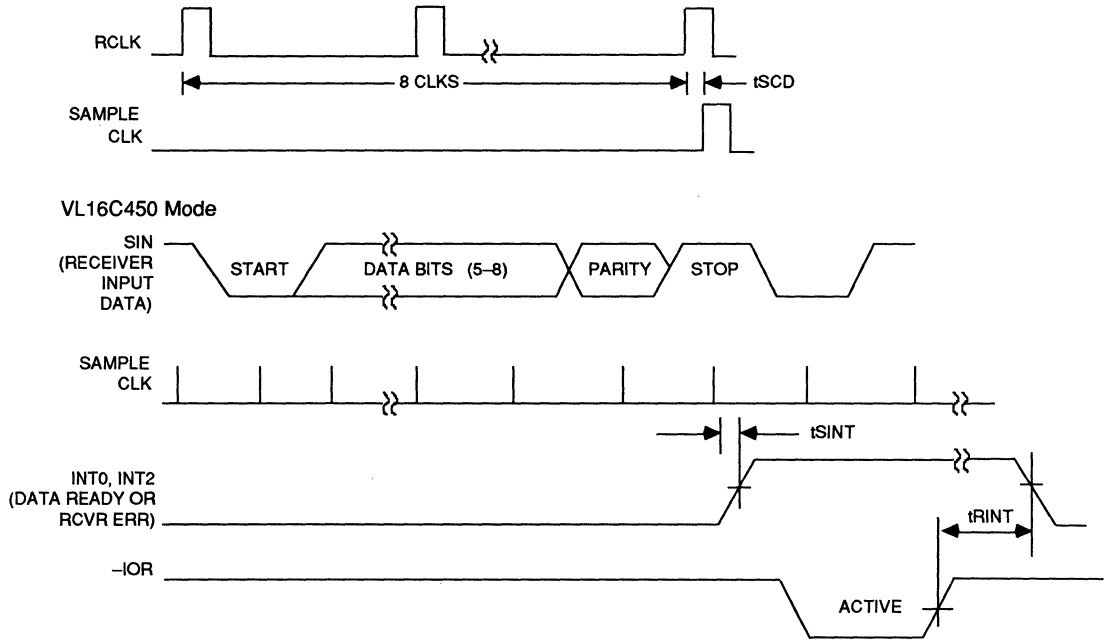 RCLK
8 CLKS
tSCD
SAMPLE
CLK
VL16C450 Mode
SIN
(RECEIVER
INPUT
DATA)
START
DATA BITS (5–8)
PARITY
STOP
SAMPLE
CLK
tSINT
INT0, INT2
(DATA READY OR
RCVR ERR)
tRINT
–IOR
ACTIVE